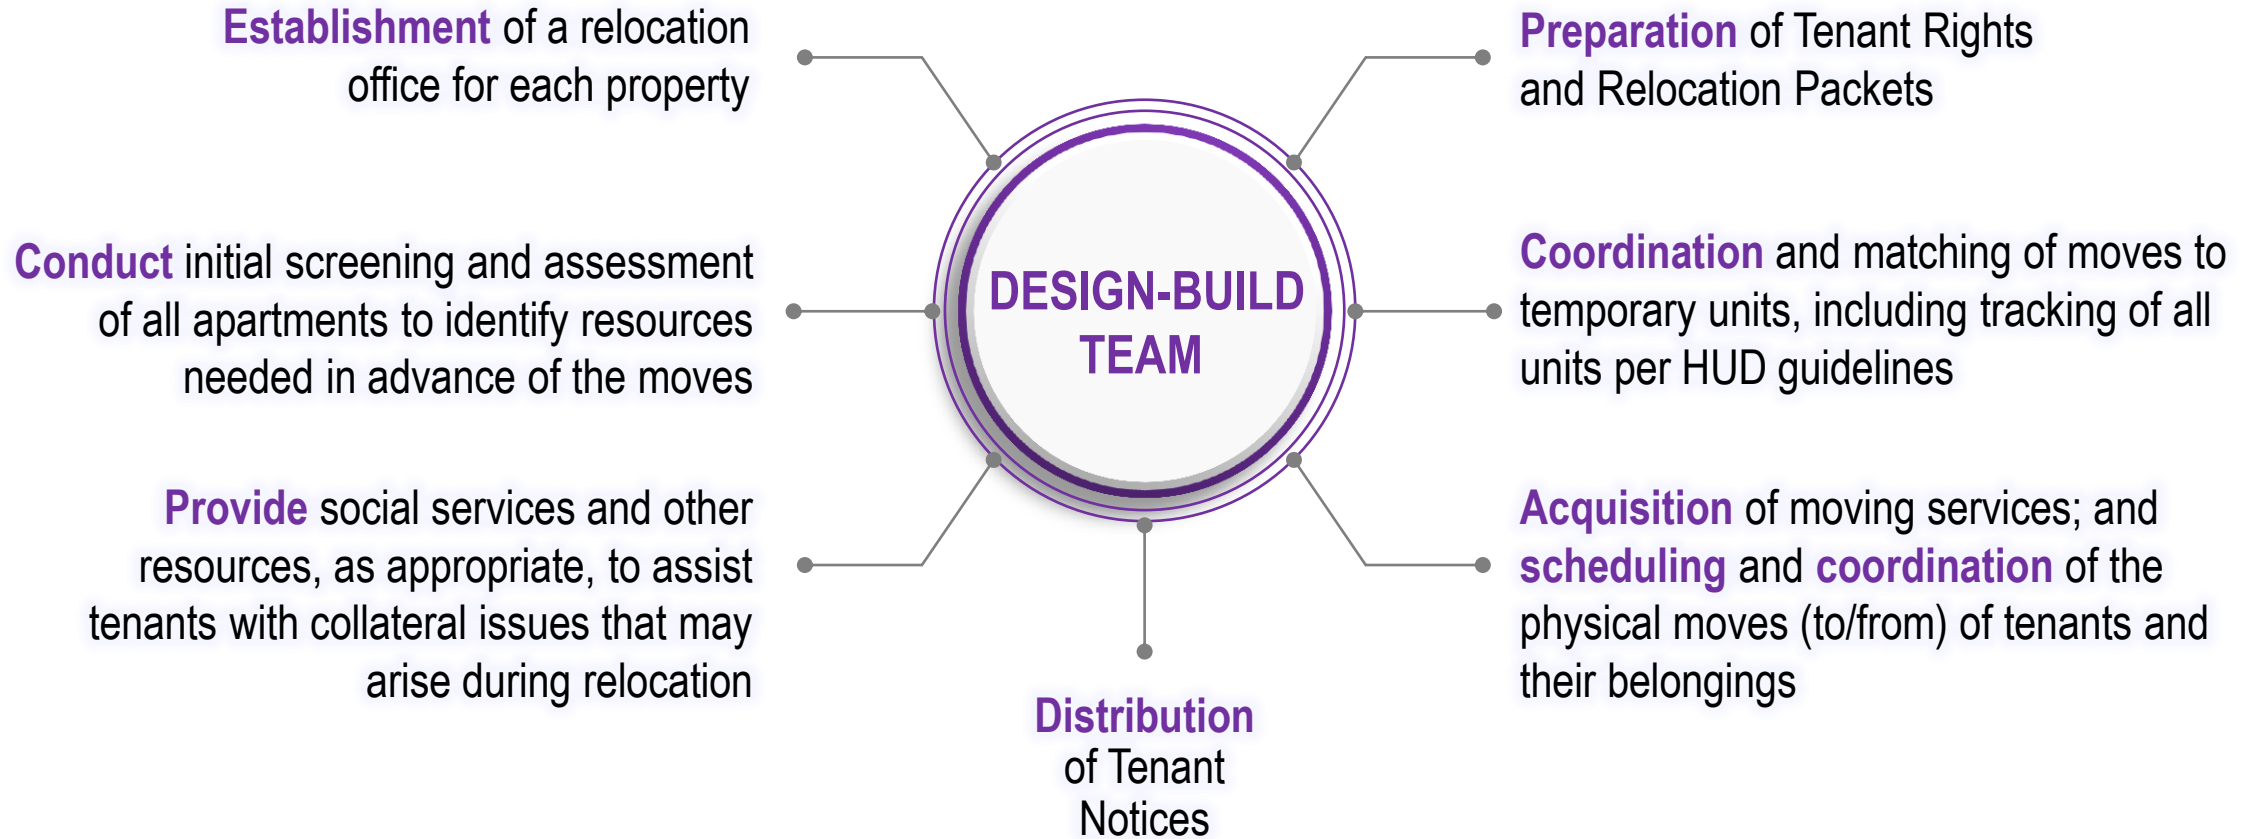 Establishment of a relocation
office for each property
Conduct initial screening and assessment
of all apartments to identify resources
needed in advance of the moves
Provide social services and other
resources, as appropriate, to assist
tenants with collateral issues that may
arise during relocation
DESIGN-BUILD
TEAM
Distribution
of Tenant
Notices
Preparation of Tenant Rights
and Relocation Packets
Coordination and matching of moves to
temporary units, including tracking of all
units per HUD guidelines
Acquisition of moving services; and
scheduling and coordination of the
physical moves (to/from) of tenants and
their belongings